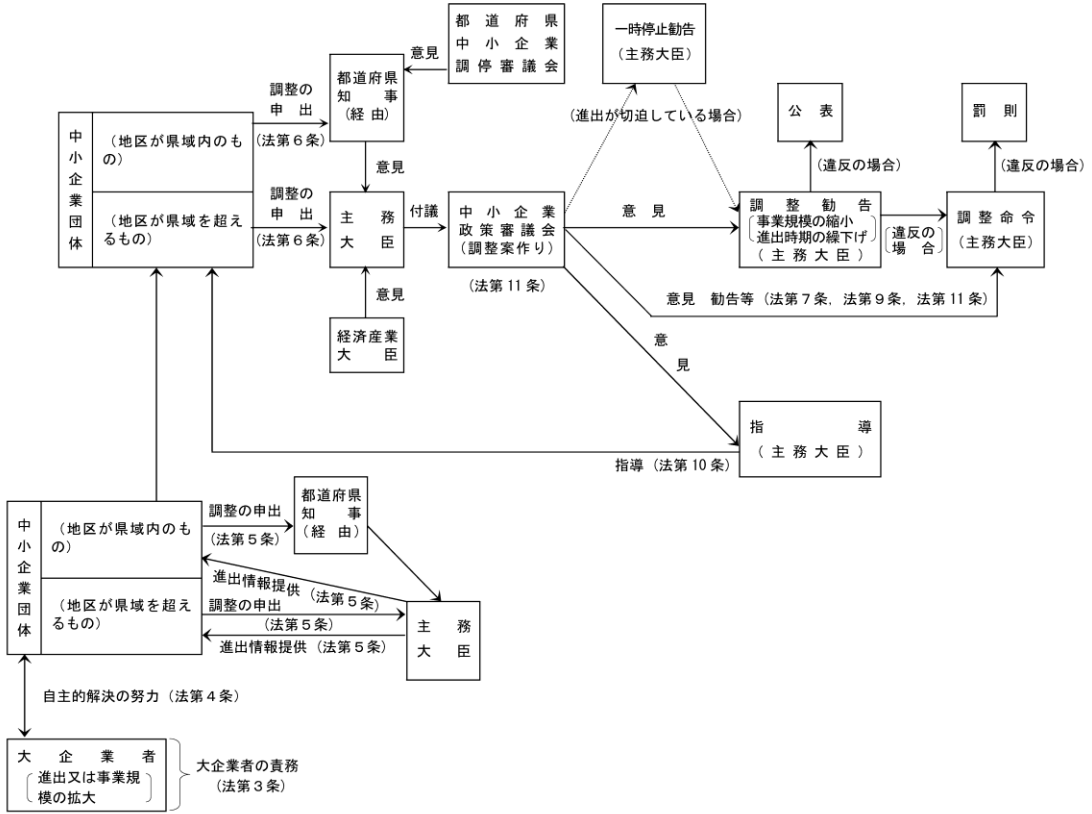 都道府県
中小企業
調停審議会
一時停止勧告
(主務大臣)
意見
都道府県
知事
(経由)
調整の
申出
(法第6条)
(進出が切迫している場合)
公表
罰則
中小企業団体
(地区が県域内のも
の)
意見
(違反の場合)
(違反の場合)
(地区が県域を超え
るもの)
調整の
申出
(法第6条)
主務
大臣
付議
中小企業
政策審議会
(調整案作り)
(法第11条)
意見
調整勧告
事業規模の縮小
進出時期の繰下げ
(主務大臣)
違反の
場合
調整命令
(主務大臣)
意見
経済産業
大臣
意見 勧告等(法第7条, 法第9条, 法第11条)
意
見
指導
(主務大臣)
指導(法第10条)
中小企業団体
(地区が県域内のも
の)
調整の申出
(法第5条)
都道府県
知事
(経由)
進出情報提供(法第5条)
(地区が県域を超え
るもの)
調整の申出
(法第5条)
進出情報提供(法第5条)
主務
大臣
自主的解決の努力(法第4条)
大企業者
進出又は事業規
模の拡大
大企業者の責務
(法第3条)